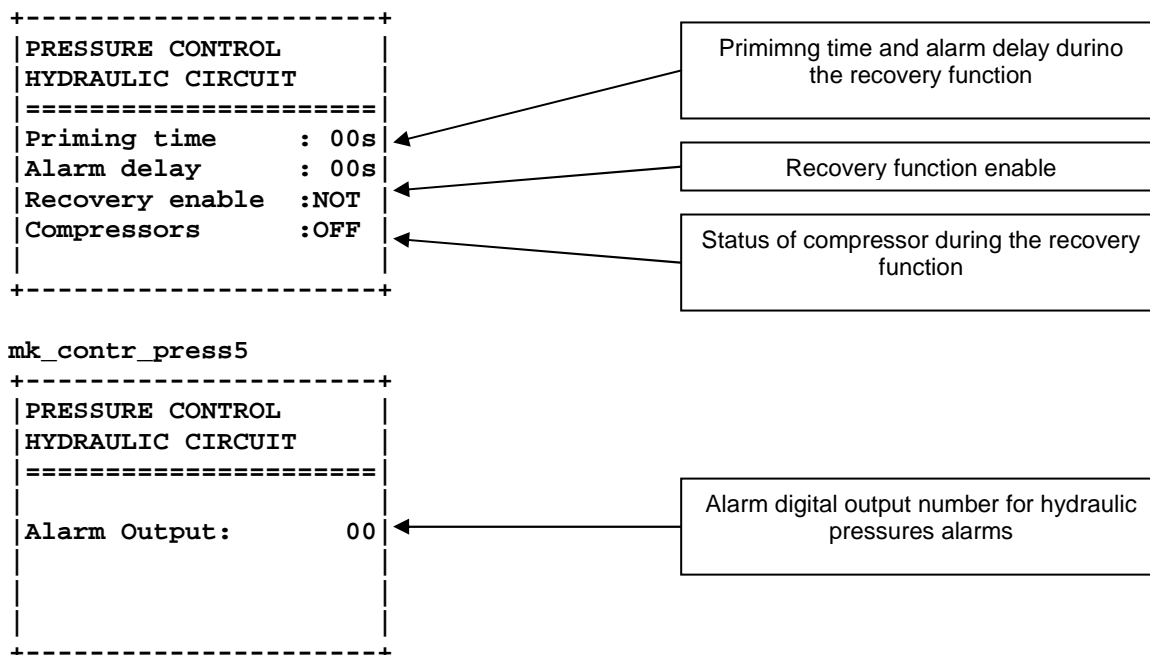 +-----------------------+
|PRESSURE CONTROL       |
|HYDRAULIC CIRCUIT      |
|======================|
|Priming time     : 00s|
|Alarm delay      : 00s|
|Recovery enable  :NOT |
|Compressors      :OFF |
|                      |
+-----------------------+
Primimng time and alarm delay durino
the recovery function
Recovery function enable
Status of compressor during the recovery
function
mk_contr_press5
+-----------------------+
|PRESSURE CONTROL       |
|HYDRAULIC CIRCUIT      |
|======================|
|                      |
|Alarm Output:       00|
|                      |
|                      |
|                      |
+-----------------------+
Alarm digital output number for hydraulic
pressures alarms